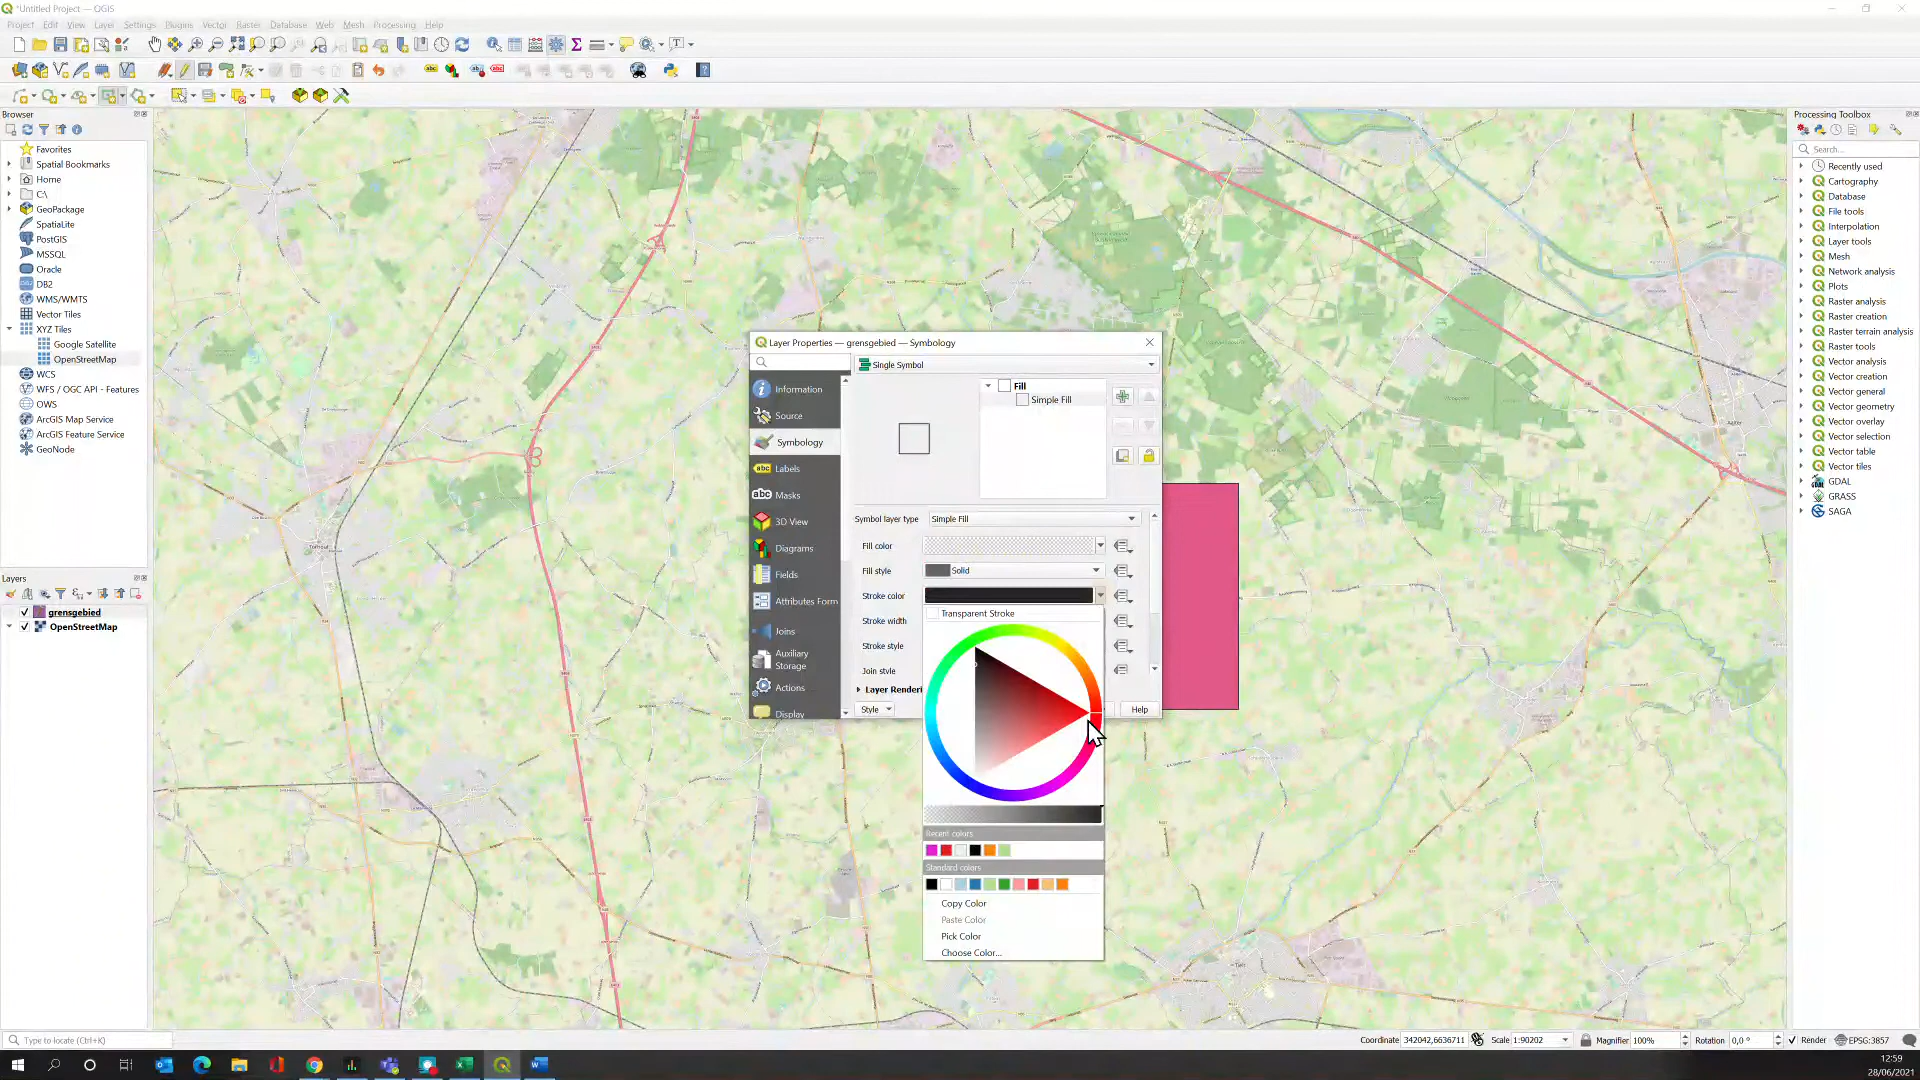 *Untitled Project — QGIS
Project Edit View Layer Settings Plugins Vector Raster Database Web Mesh Processing Help
Browser
Favorites
Spatial Bookmarks
Home
C:\
GeoPackage
SpatiaLite
PostGIS
MSSQL
Oracle
DB2
WMS/WMTS
Vector Tiles
XYZ Tiles
Google Satellite
OpenStreetMap
WCS
WFS / OGC API - Features
OWS
ArcGIS Map Service
ArcGIS Feature Service
GeoNode
Layers
grensgebied
OpenStreetMap
Layer Properties — grensgebied — Symbology
Single Symbol
Information
Source
Symbology
Labels
Masks
3D View
Diagrams
Fields
Attributes Form
Joins
Auxiliary
Storage
Actions
Display
Fill
Simple Fill
Symbol layer type Simple Fill
Fill color
Fill style Solid
Stroke color
Stroke width
Stroke style
Join style
Layer Renderi
Style
Help
Transparent Stroke
Recent colors
Standard colors
Copy Color
Paste Color
Pick Color
Choose Color...
Processing Toolbox
Search...
Recently used
Cartography
Database
File tools
Interpolation
Layer tools
Mesh
Network analysis
Plots
Raster analysis
Raster creation
Raster terrain analysis
Raster tools
Vector analysis
Vector creation
Vector general
Vector geometry
Vector overlay
Vector selection
Vector table
Vector tiles
GDAL
GRASS
SAGA
Type to locate (Ctrl+K)
Coordinate 342042,6636711 Scale 1:90202 Magnifier 100% Rotation 0,0 ° Render EPSG:3857
12:59
28/06/2021